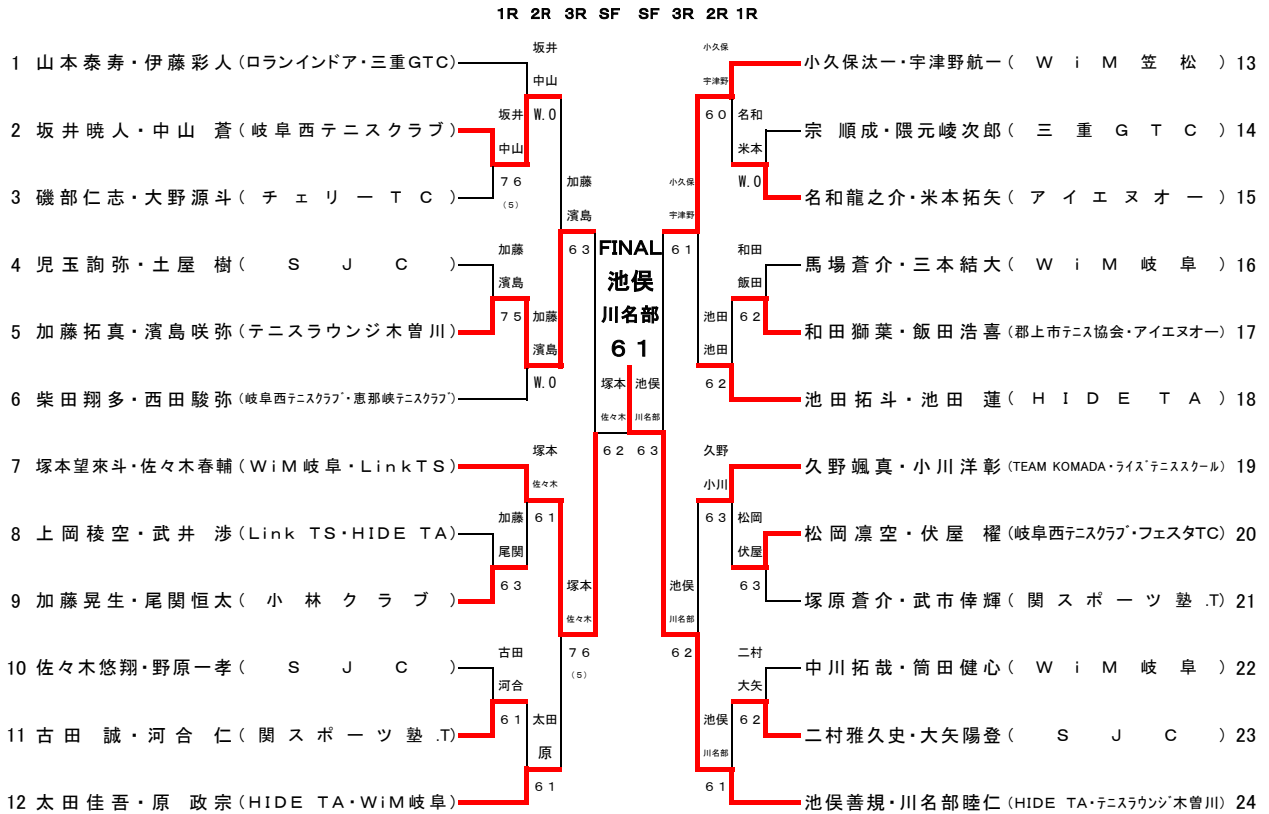 1R 2R 3R SF SF 3R 2R 1R
1 山本泰寿・伊藤彩人(ロランインドア・三重GTC)
2 坂井暁人・中山 蒼(岐阜西テニスクラブ)
3 磯部仁志・大野源斗(チェリーTC)
4 児玉詢弥・土屋 樹(SJC)
5 加藤拓真・濱島咲弥(テニスラウンジ木曽川)
6 柴田翔多・西田駿弥(岐阜西テニスクラブ・恵那峡テニスクラブ)
7 塚本望來斗・佐々木春輔(WiM岐阜・LinkTS)
8 上岡稜空・武井 渉(Link TS・HIDE TA)
9 加藤晃生・尾関恒太(小林クラブ)
10 佐々木悠翔・野原一孝(SJC)
11 古田 誠・河合 仁(関スポーツ塾.T)
12 太田佳吾・原 政宗(HIDE TA・WiM岐阜)
坂井
中山
76
(5)
加藤
濱島
75
加藤
尾関
63
古田
河合
61
坂井
中山
W.O
加藤
濱島
W.O
塚本
佐々木
61
太田
原
61
加藤
濱島
63
塚本
佐々木
76
(5)
塚本
佐々木
62
FINAL
池俣
川名部
61
池俣
川名部
63
小久保
宇津野
61
池俣
川名部
62
小久保
宇津野
60
池田
池田
62
久野
小川
63
池俣
川名部
61
名和
米本
W.O
和田
飯田
62
松岡
伏屋
63
二村
大矢
62
小久保汰一・宇津野航一(WiM笠松) 13
宗 順成・隈元崚次郎(三重GTC) 14
名和龍之介・米本拓矢(アイエヌオー) 15
馬場蒼介・三本結大(WiM岐阜) 16
和田獅葉・飯田浩喜(郡上市テニス協会・アイエヌオー) 17
池田拓斗・池田 蓮(HIDE TA) 18
久野颯真・小川洋彰(TEAM KOMADA・ライズテニススクール) 19
松岡凛空・伏屋 櫂(岐阜西テニスクラブ・フェスタTC) 20
塚原蒼介・武市倖輝(関スポーツ塾.T) 21
中川拓哉・筒田健心(WiM岐阜) 22
二村雅久史・大矢陽登(SJC) 23
池俣善規・川名部睦仁(HIDE TA・テニスラウンジ木曽川) 24